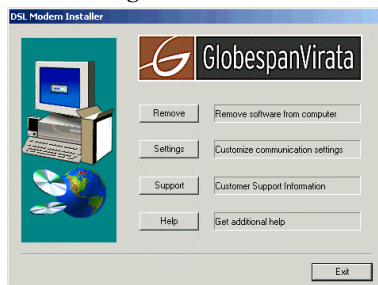 DSL Modem Installer
GlobespanVirata
Remove Remove software from computer
Settings Customize communication settings
Support Customer Support Information
Help Get additional help
Exit